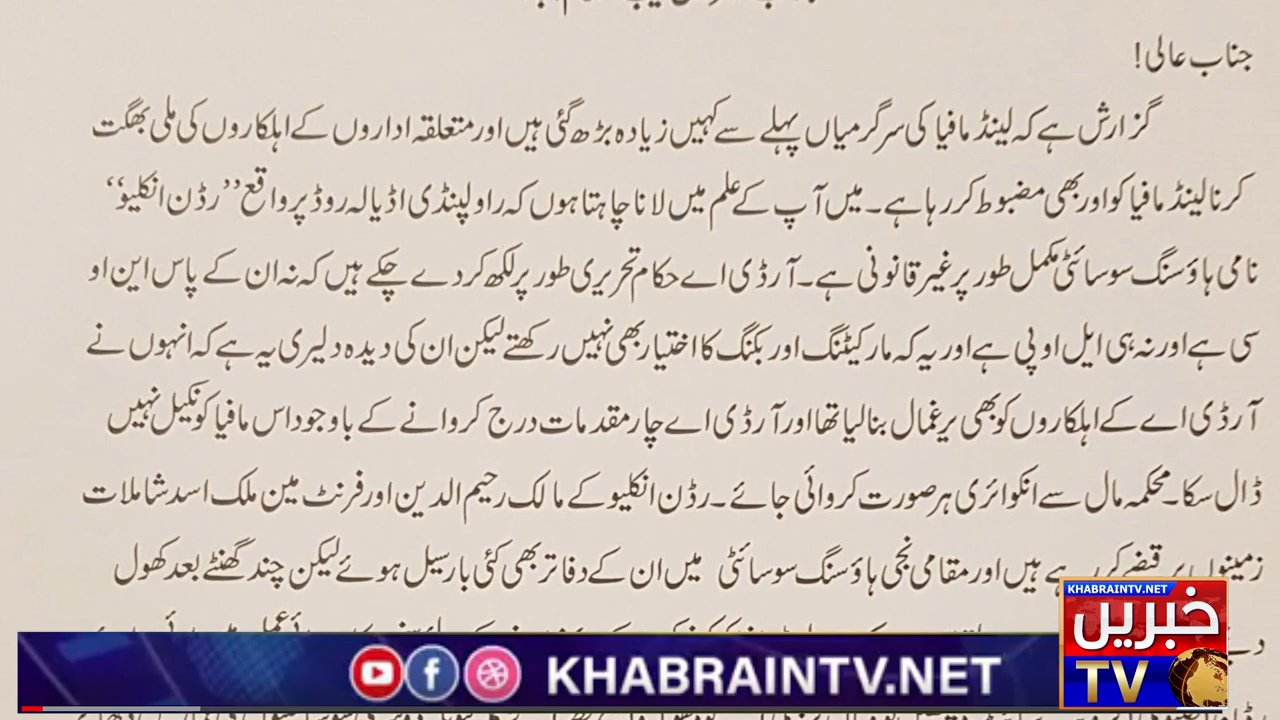 جناب عالی!
گزارش ہے کہ لینڈ مافیا کی سرگرمیاں پہلے سے کہیں زیادہ بڑھ گئی ہیں اور متعلقہ اداروں کے اہلکاروں کی ملی بھگت
کرنا لینڈ مافیا کو اور بھی مضبوط کر رہا ہے۔ میں آپ کے علم میں لانا چاہتا ہوں کہ راولپنڈی اڈیالہ روڈ پر واقع ’’رڈن انکلیو‘‘
نامی ہاؤسنگ سوسائٹی مکمل طور پر غیر قانونی ہے۔ آر ڈی اے حکام تحریری طور پر لکھ کر دے چکے ہیں کہ نہ ان کے پاس این او
سی ہے اور نہ ہی ایل او پی ہے اور یہ کہ مارکیٹنگ اور بکنگ کا اختیار بھی نہیں رکھتے لیکن ان کی دیدہ دلیری یہ ہے کہ انہوں نے
آر ڈی اے کے اہلکاروں کو بھی یرغمال بنا لیا تھا اور آر ڈی اے چار مقدمات درج کروانے کے باوجود اس مافیا کو نکیل نہیں
ڈال سکا۔ محکمہ مال سے انکوائری ہر صورت کروائی جائے۔ رڈن انکلیو کے مالک رحیم الدین اور فرنٹ مین ملک اسد شاملات
زمینوں پر قبضے کر رہے ہیں اور مقامی نجی ہاؤسنگ سوسائٹی میں ان کے دفاتر بھی کئی بار سیل ہوئے لیکن چند گھنٹے بعد کھول
KHABRAINTV.NET
خبریں
TV
KHABRAINTV.NET